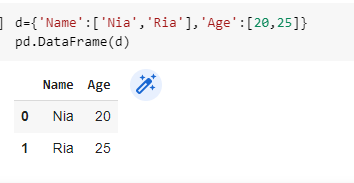 ] d={'Name':['Nia','Ria'],'Age':[20,25]}
pd.DataFrame(d)
Name Age
0 Nia 20
1 Ria 25